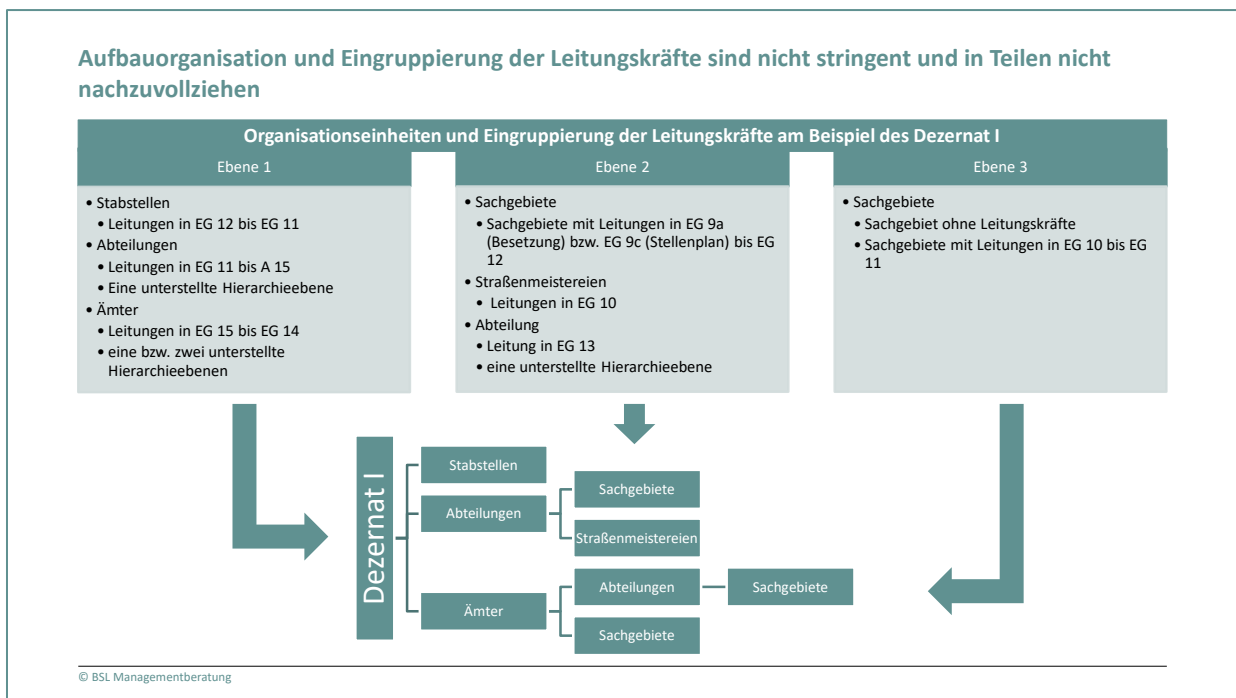 Aufbauorganisation und Eingruppierung der Leitungskräfte sind nicht stringent und in Teilen nicht
nachzuvollziehen
Organisationseinheiten und Eingruppierung der Leitungskräfte am Beispiel des Dezernat I
Ebene 1
• Stabstellen
• Leitungen in EG 12 bis EG 11
• Abteilungen
• Leitungen in EG 11 bis A 15
• Eine unterstellte Hierarchieebene
• Ämter
• Leitungen in EG 15 bis EG 14
• eine bzw. zwei unterstellte
Hierarchieebenen
Ebene 2
• Sachgebiete
• Sachgebiete mit Leitungen in EG 9a
(Besetzung) bzw. EG 9c (Stellenplan) bis EG
12
• Straßenmeistereien
• Leitungen in EG 10
• Abteilung
• Leitung in EG 13
• eine unterstellte Hierarchieebene
Ebene 3
• Sachgebiete
• Sachgebiet ohne Leitungskräfte
• Sachgebiete mit Leitungen in EG 10 bis EG
11
Dezernat I
Stabstellen
Abteilungen
Sachgebiete
Straßenmeistereien
Ämter
Abteilungen
Sachgebiete
Sachgebiete
© BSL Managementberatung